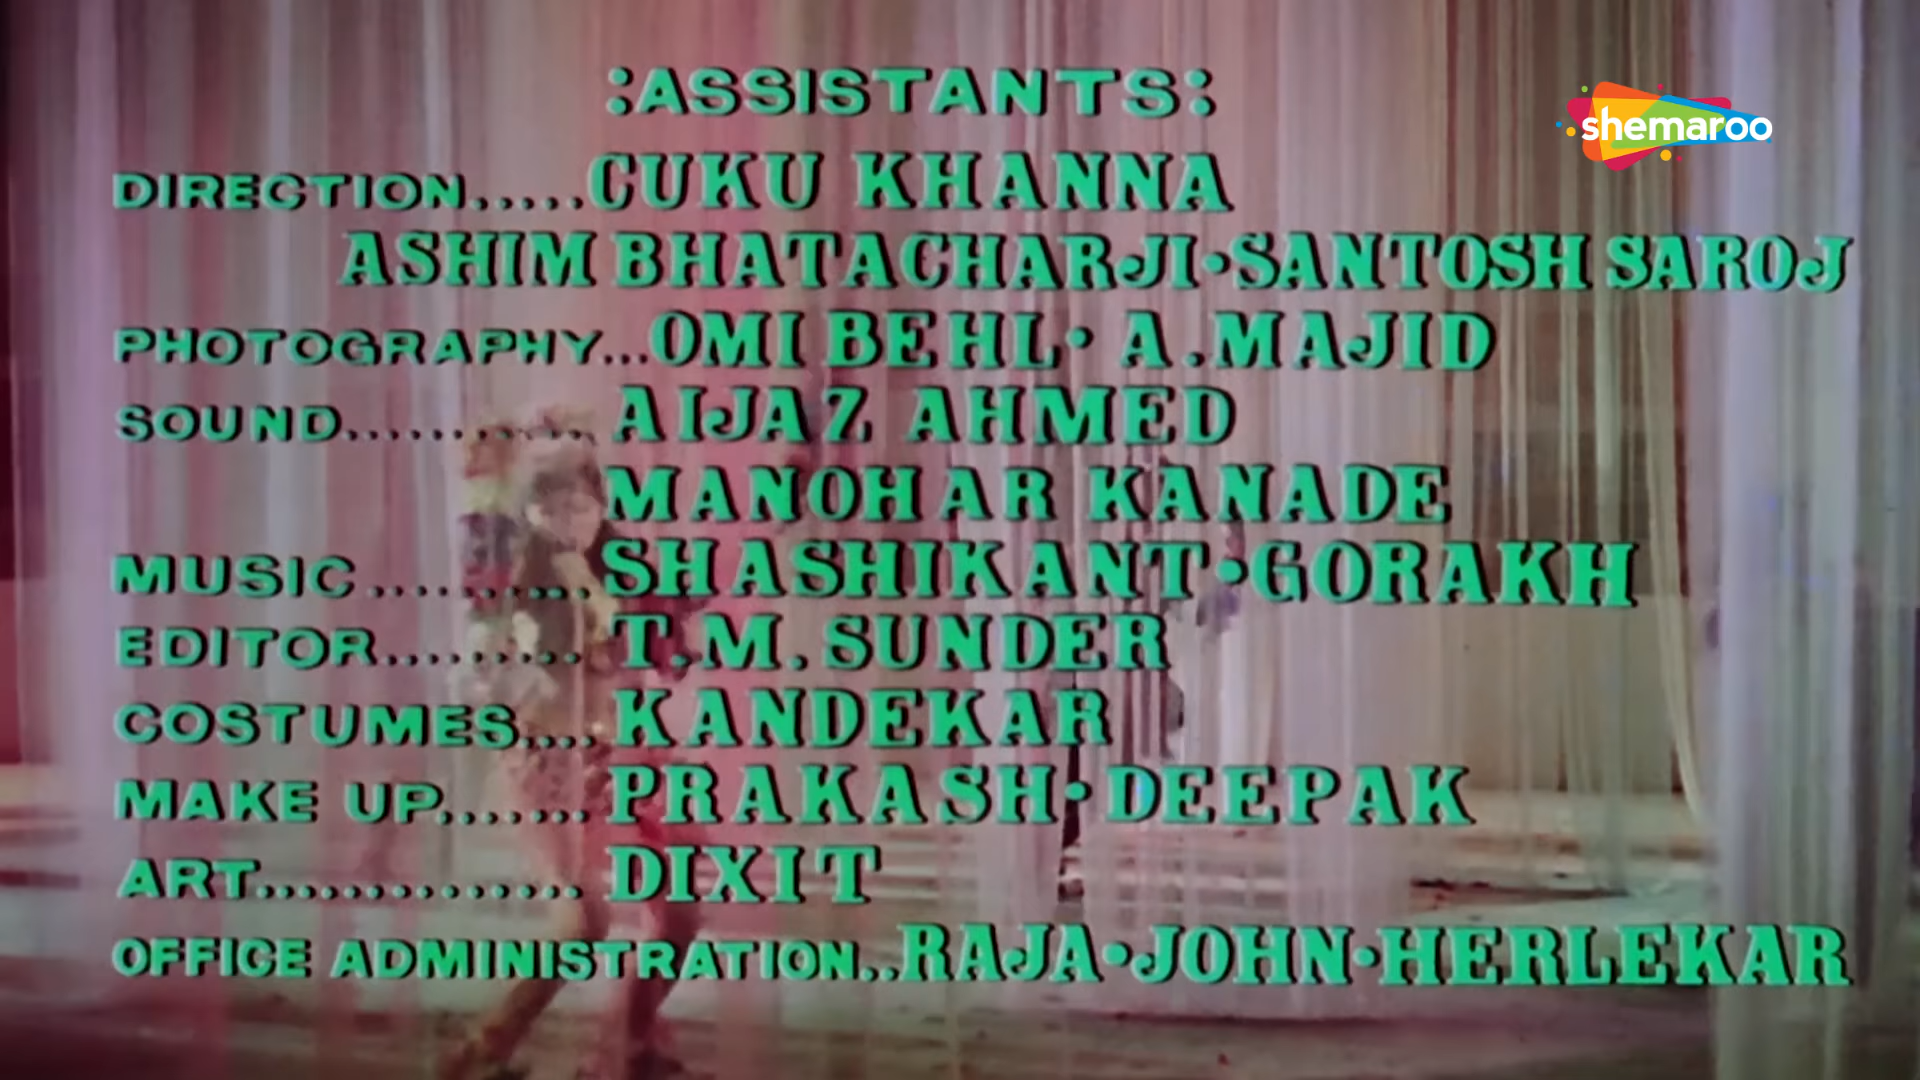 :ASSISTANTS:
shemaroo
DIRECTION.....CUKU KHANNA
ASHIM BHATACHARJI•SANTOSH SAROJ
PHOTOGRAPHY...OMI BEHL• A.MAJID
SOUND........... AIJAZ AHMED
MANOHAR KANADE
MUSIC..........SHASHIKANT•GORAKH
EDITOR......... T.M.SUNDER
COSTUMES.... KANDEKAR
MAKE UP....... PRAKASH•DEEPAK
ART.............. DIXIT
OFFICE ADMINISTRATION..RAJA•JOHN•HERLEKAR